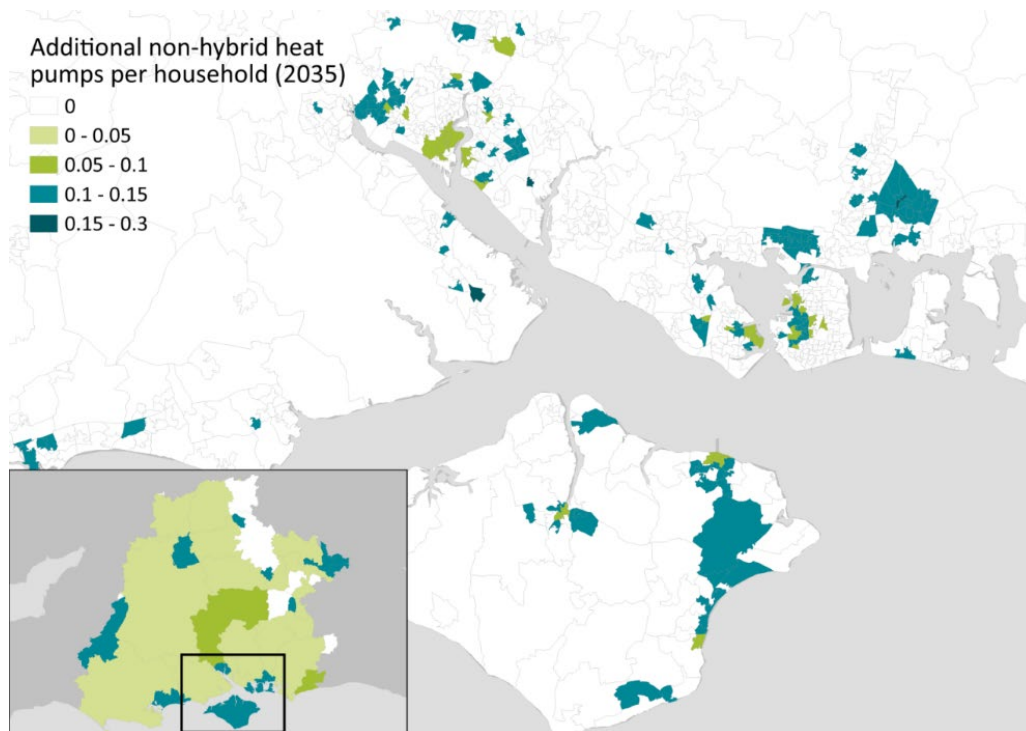 Additional non-hybrid heat
pumps per household (2035)
0
0 - 0.05
0.05 - 0.1
0.1 - 0.15
0.15 - 0.3